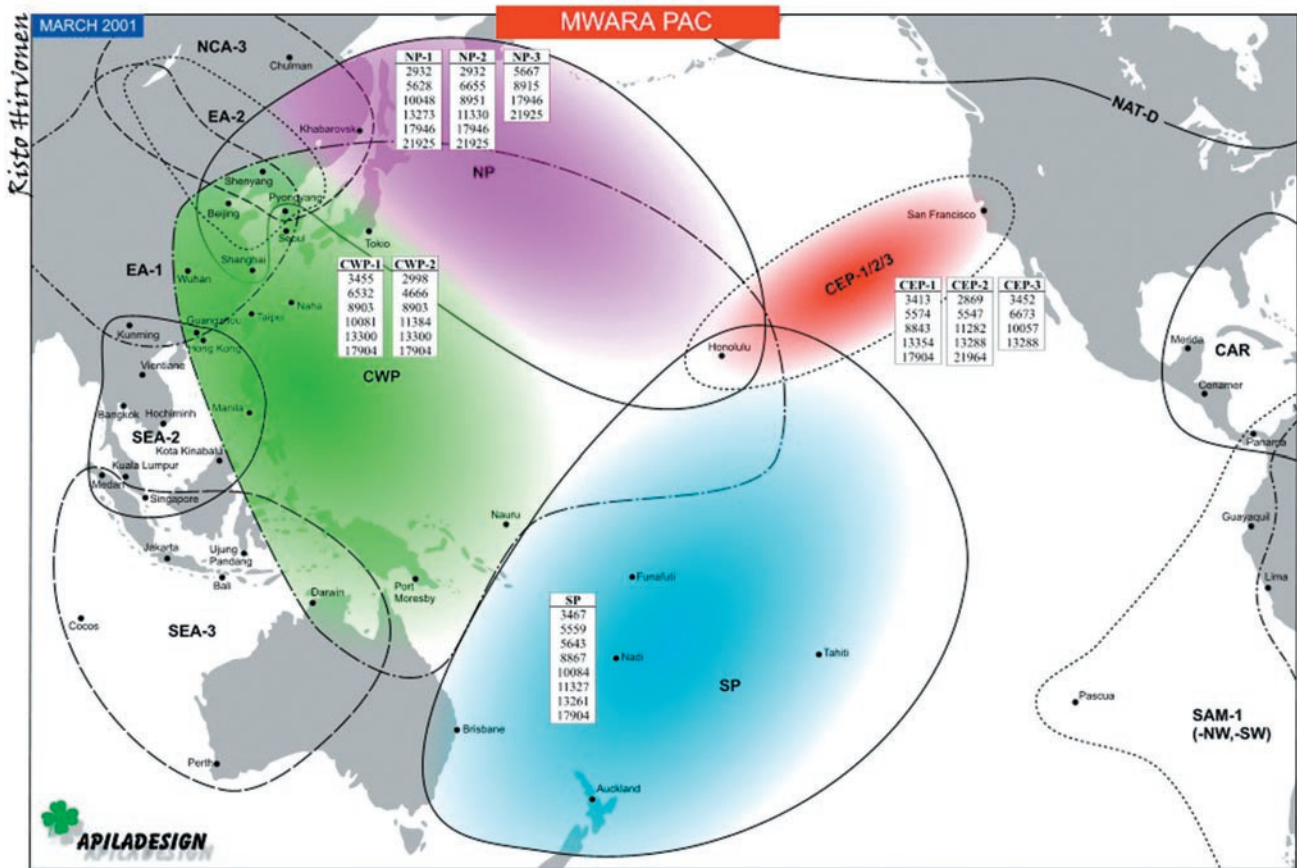 Risto Hirvonen
MARCH 2001
MWARA PAC
NCA-3
Chulman
EA-2
Khabarovsk
NP-1
2932
5628
10048
13273
17946
21925
NP-2
2932
6655
8951
11330
17946
21925
NP-3
5667
8915
17946
21925
NAT-D
NP
Shenyang
Beijing
Pyongyang
Seoul
Tokio
San Francisco
EA-1
Wuhan
Shanghai
Naha
Taipei
Guangzhou
Hong Kong
Kunming
CWP-1
3455
6532
8903
10081
13300
17904
CWP-2
2998
4666
8903
11384
13300
17904
CWP
CEP-1/2/3
CEP-1
3413
5574
8843
13354
17904
CEP-2
2869
5547
11282
13288
21964
CEP-3
3452
6673
10057
13288
Honolulu
Merida
CAR
Cenamer
Panama
Vientiane
Bangkok
Hochiminh
Manila
SEA-2
Kota Kinabalu
Kuala Lumpur
Medan
Singapore
Nauru
Guayaquil
Jakarta
Ujung
Pandang
Bali
Darwin
Port
Moresby
Funafuti
Lima
Cocos
SEA-3
SP
3467
5559
5643
8867
10084
11327
13261
17904
Nadi
Tahiti
SP
Pascua
SAM-1
(-NW,-SW)
Brisbane
Perth
Auckland
APILADESIGN